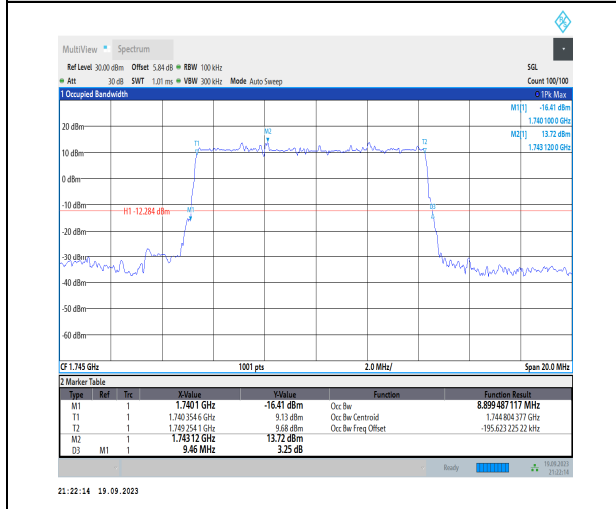 MultiView Spectrum
Ref Level 30.00 dBm Offset 5.84 dB RBW 100 kHz SGL
Att 30 dB SWT 1.01 ms VBW 300 kHz Mode Auto Sweep Count 100/100
1 Occupied Bandwidth 1Pk Max
M1[1] -16.41 dBm
1.740 100 0 GHz
M2[1] 13.72 dBm
1.743 120 0 GHz
20 dBm
M2
T1
T2
10 dBm
0 dBm
-10 dBm
H1 -12.284 dBm
M1
D3
-20 dBm
-30 dBm
-40 dBm
-50 dBm
-60 dBm
CF 1.745 GHz 1001 pts 2.0 MHz/ Span 20.0 MHz
2 Marker Table
Type Ref Trc X-Value Y-Value Function Function Result
M1 1 1.7401 GHz -16.41 dBm Occ Bw 8.899 487 117 MHz
T1 1 1.740 354 6 GHz 9.13 dBm Occ Bw Centroid 1.744 804 377 GHz
T2 1 1.749 254 1 GHz 9.68 dBm Occ Bw Freq Offset -195.623 225 22 kHz
M2 1 1.743 12 GHz 13.72 dBm
D3 M1 1 9.46 MHz 3.25 dB
Ready 19.09.2023
21:22:14
21:22:14 19.09.2023